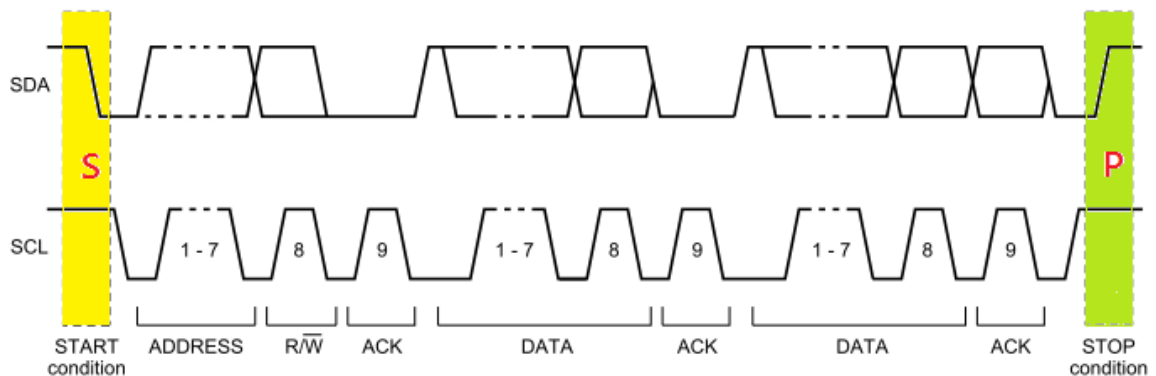 SDA
S
P
SCL
1 - 7
8
9
1 - 7
8
9
1 - 7
8
9
START
condition
ADDRESS
R/W̅
ACK
DATA
ACK
DATA
ACK
STOP
condition